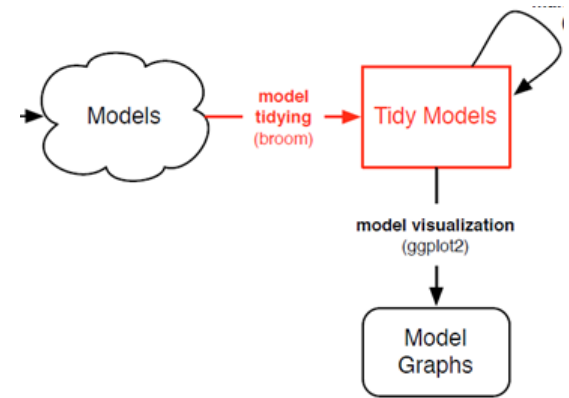 Models
model
tidying
(broom)
Tidy Models
model visualization
(ggplot2)
Model
Graphs